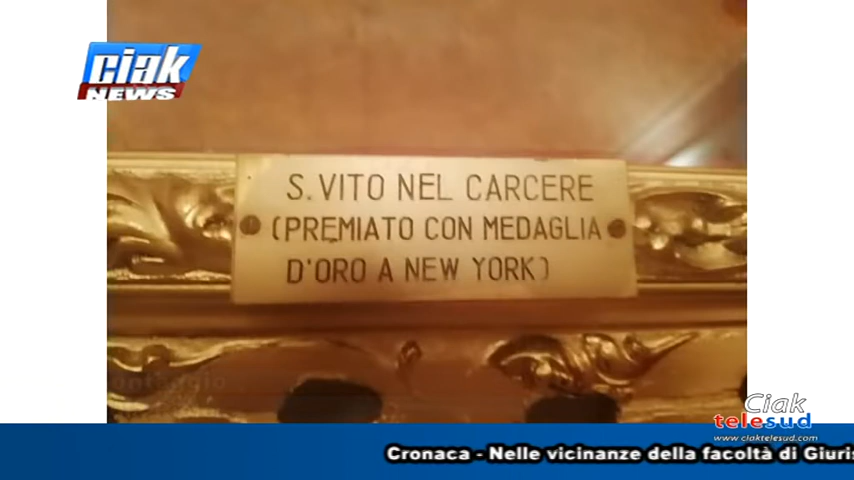 ciak
NEWS
S. VITO NEL CARCERE
(PREMIATO CON MEDAGLIA
D'ORO A NEW YORK)
Ciak
telesud
www.ciaktelesud.com
Cronaca - Nelle vicinanze della facoltà di Giuris